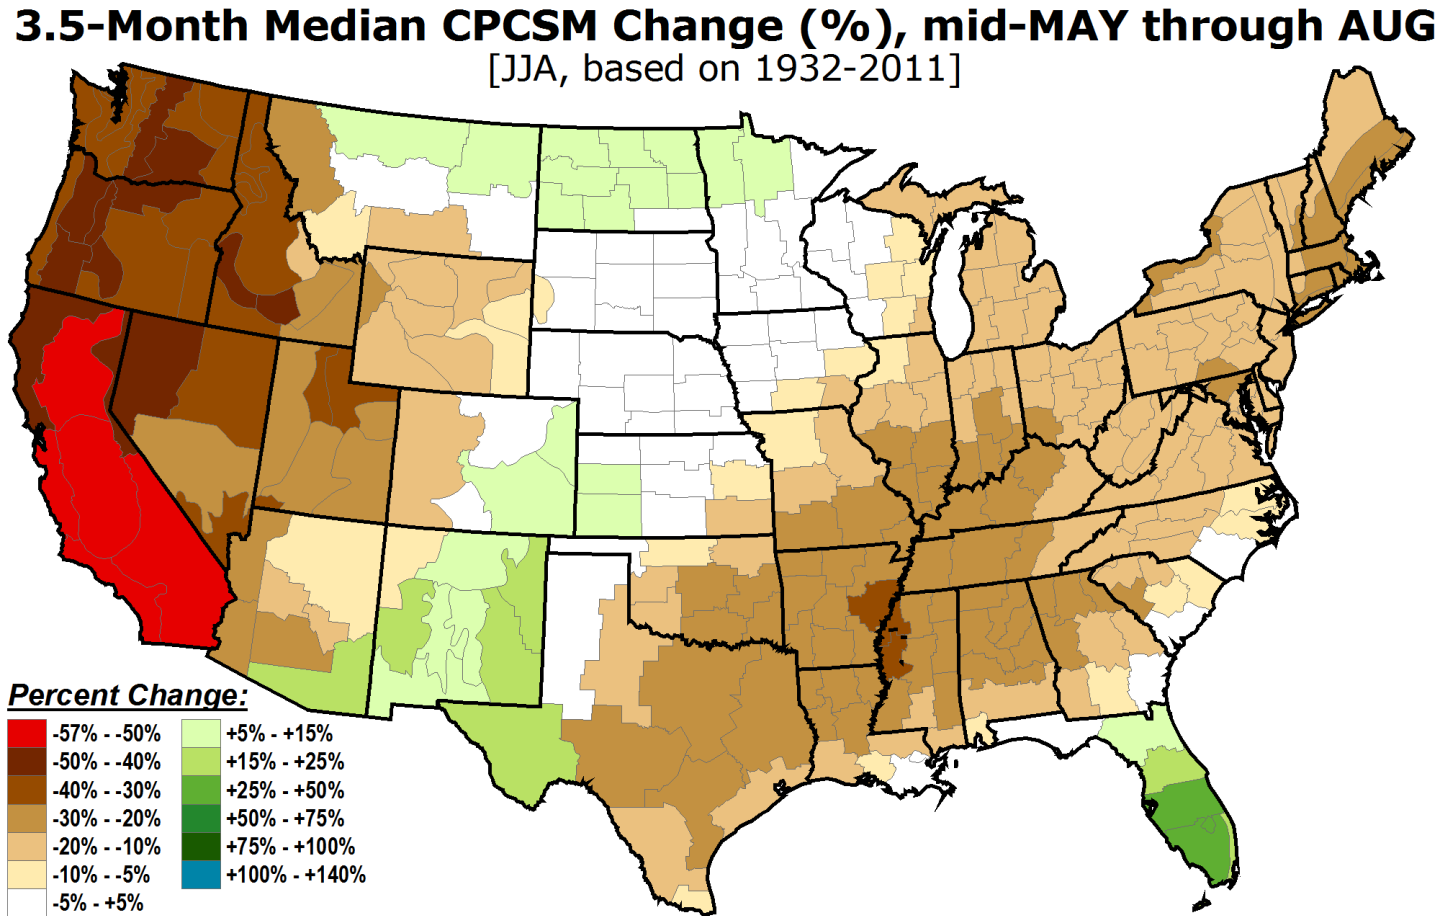 3.5-Month Median CPCSM Change (%), mid-MAY through AUG
[JJA, based on 1932-2011]
Percent Change:
-57% - -50%
-50% - -40%
-40% - -30%
-30% - -20%
-20% - -10%
-10% - -5%
-5% - +5%
+5% - +15%
+15% - +25%
+25% - +50%
+50% - +75%
+75% - +100%
+100% - +140%